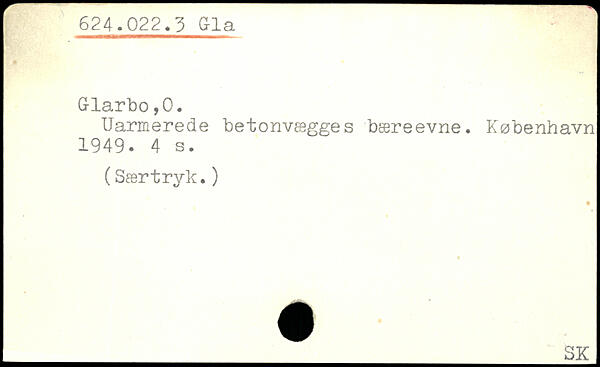 624.022.3 Gla
Glarbo,O.
Uarmerede betonvægges bæreevne. København
1949. 4 s.
(Særtryk.)
SK